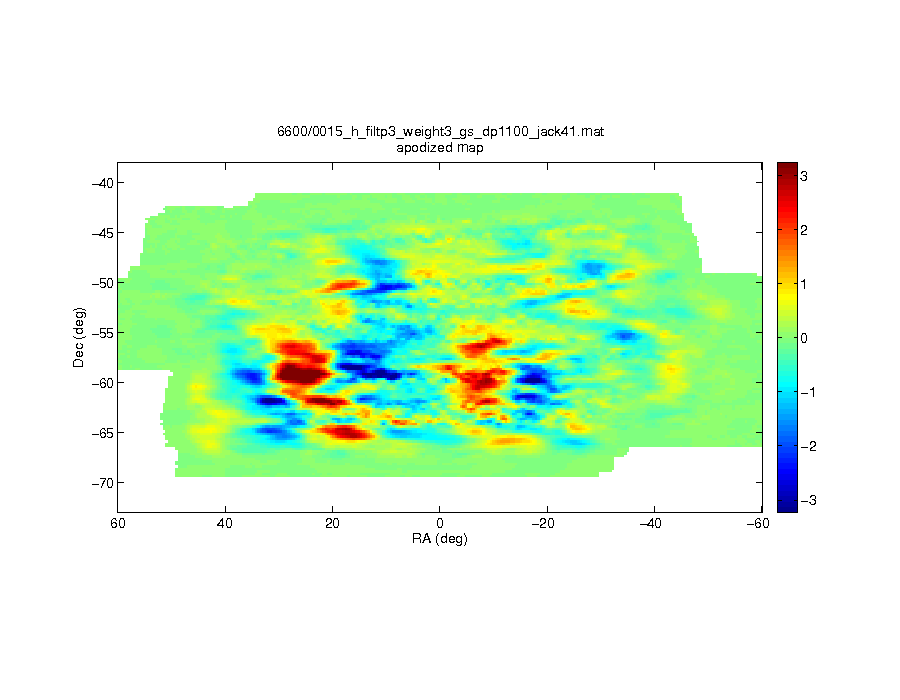 6600/0015_h_filtp3_weight3_gs_dp1100_jack41.mat
apodized map
−40
−45
−50
−55
−60
−65
−70
Dec (deg)
60 40 20 0 −20 −40 −60
RA (deg)
3
2
1
0
−1
−2
−3